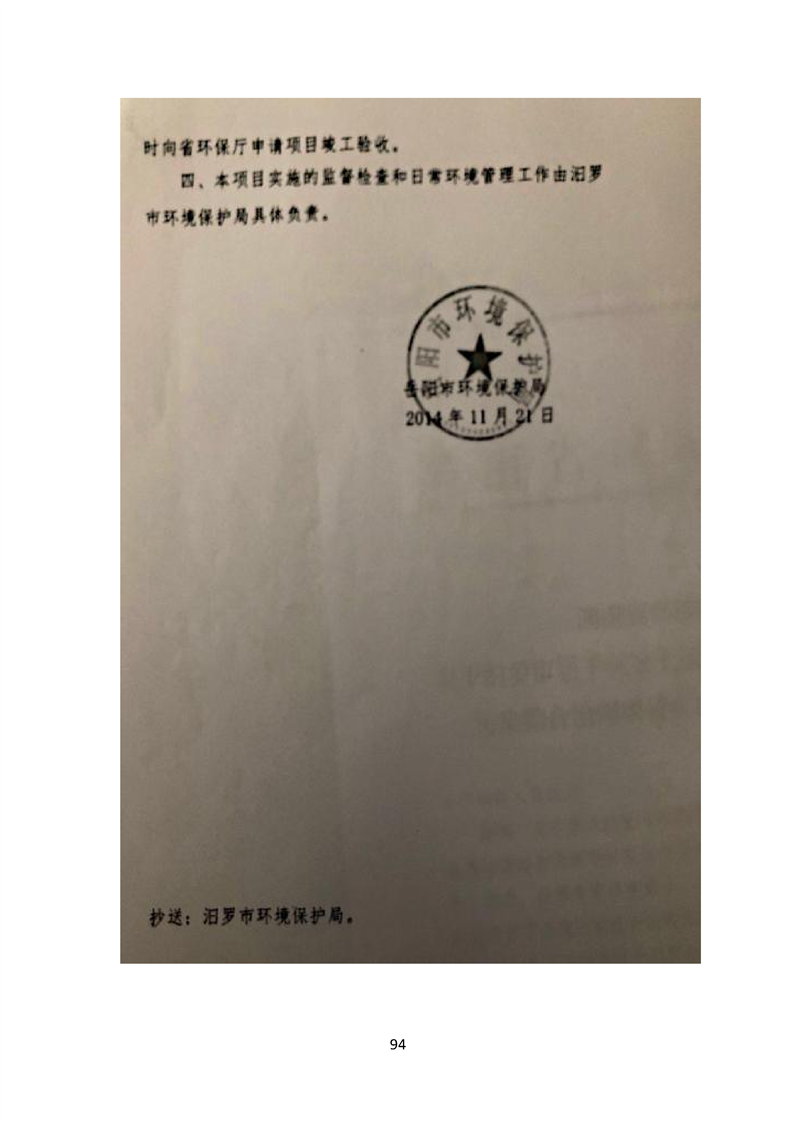 时向省环保厅申请项目竣工验收。
四、本项目实施的监督检查和日常环境管理工作由汨罗
市环境保护局具体负责。
阳市环境保护
岳阳市环境保护局
2014年11月21日
抄送：汨罗市环境保护局。
94